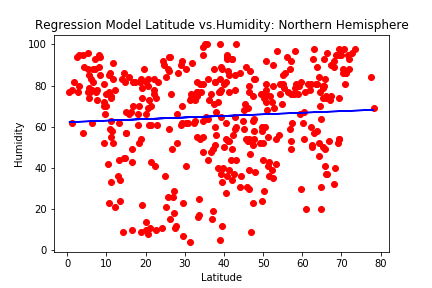 Regression Model Latitude vs.Humidity: Northern Hemisphere
100
80
60
40
20
0
Humidity
0 10 20 30 40 50 60 70 80
Latitude